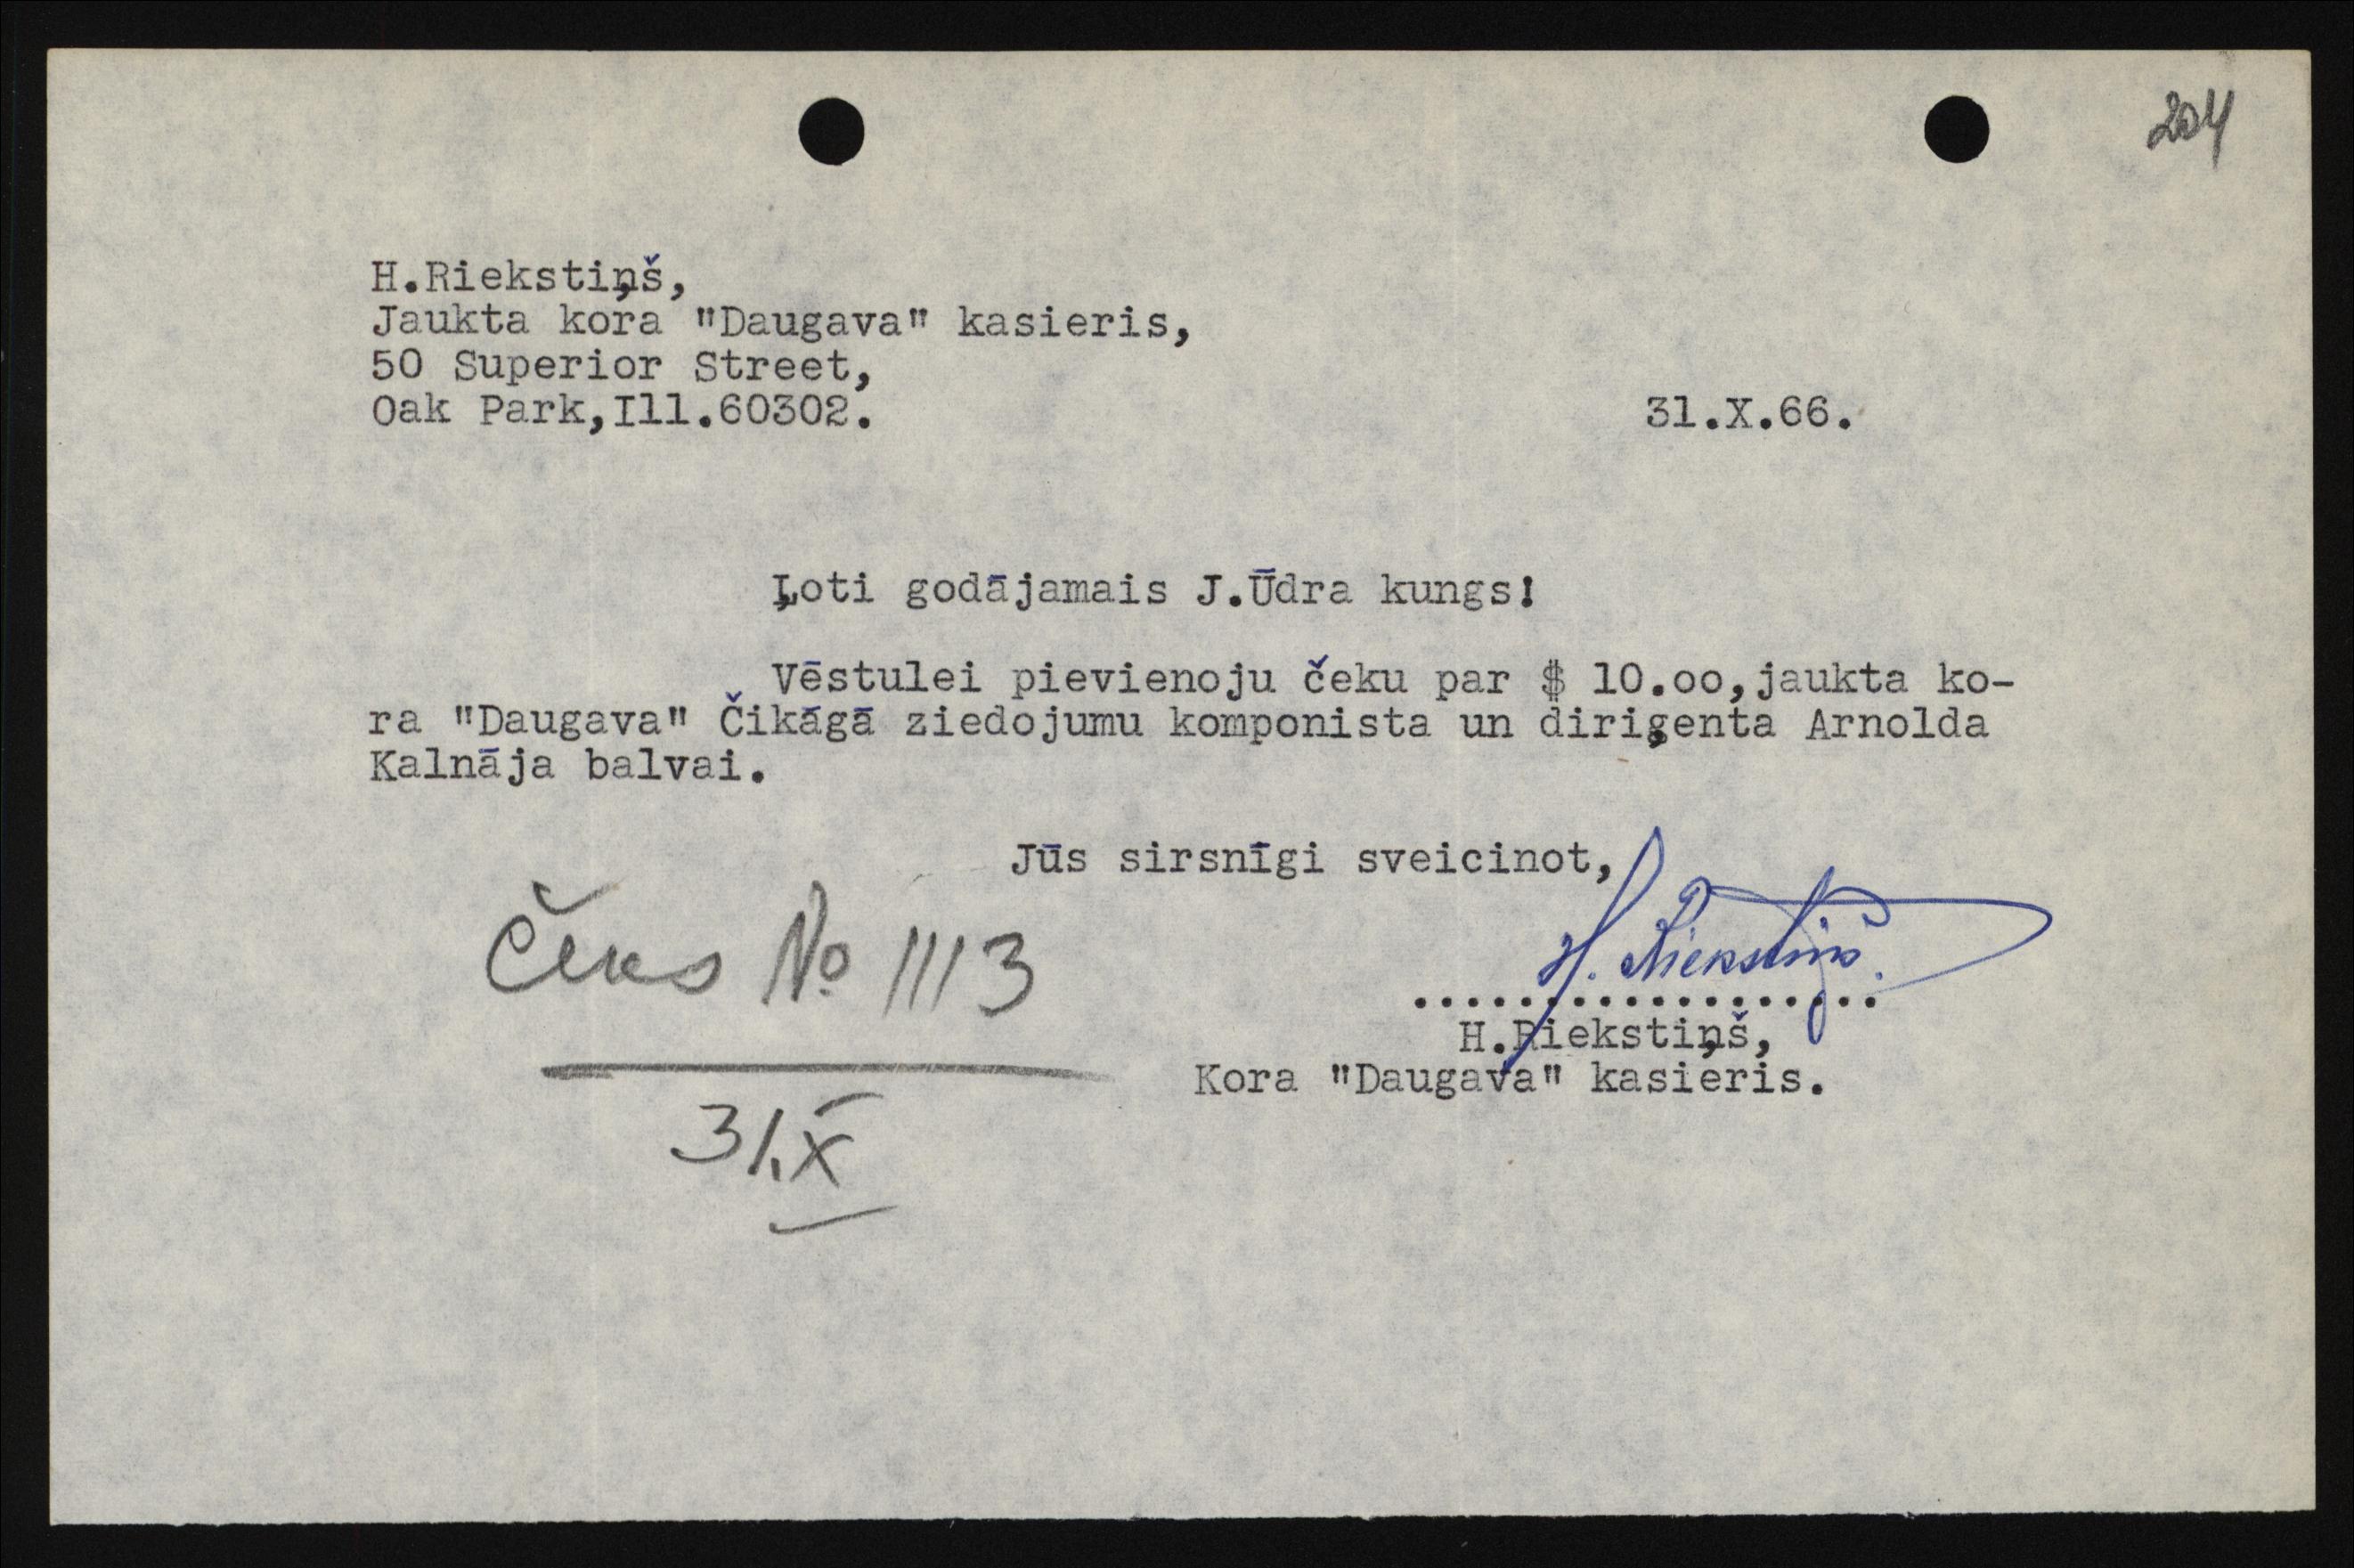 204
H.Riekstiņš,
Jaukta kora "Daugava" kasieris,
50 Superior Street,
Oak Park,Ill.60302.
31.X.66.
Ļoti godājamais J.Ūdra kungs!
Vēstulei pievienoju čeku par $ 10.oo,jaukta ko-
ra "Daugava" Čikāgā ziedojumu komponista un diriģenta Arnolda
Kalnāja balvai.
Jūs sirsnīgi sveicinot,
H. Riekstiņš.
..................
H.Riekstiņš,
Kora "Daugava" kasieris.
Čeks № 1113
31.X